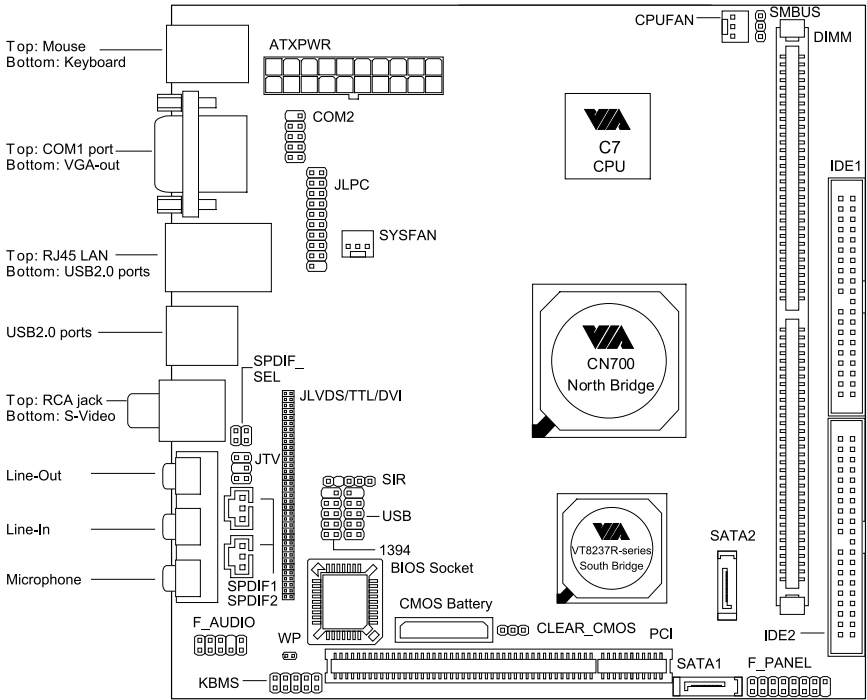 CPUFAN
SMBUS
DIMM
Top: Mouse
Bottom: Keyboard
ATXPWR
COM2
VIA
C7
CPU
Top: COM1 port
Bottom: VGA-out
IDE1
JLPC
SYSFAN
Top: RJ45 LAN
Bottom: USB2.0 ports
USB2.0 ports
VIA
CN700
North Bridge
SPDIF_
SEL
Top: RCA jack
Bottom: S-Video
JLVDS/TTL/DVI
JTV
Line-Out
SIR
USB
Line-In
VIA
VT8237R-series
South Bridge
SATA2
1394
BIOS Socket
Microphone
SPDIF1
SPDIF2
CMOS Battery
F_AUDIO
CLEAR_CMOS
PCI
IDE2
WP
SATA1
F_PANEL
KBMS